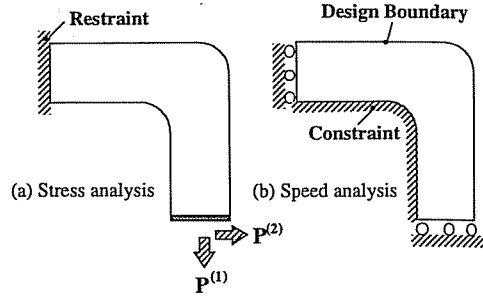 Restraint
Design Boundary
Constraint
(a) Stress analysis
(b) Speed analysis
P(2)
P(1)